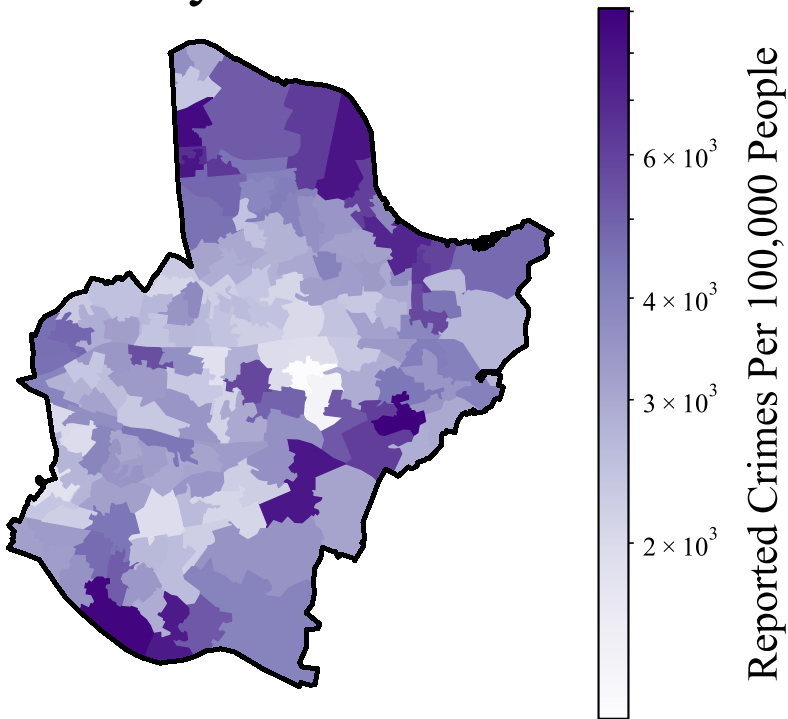 6 × 10³
4 × 10³
3 × 10³
2 × 10³
Reported Crimes Per 100,000 People